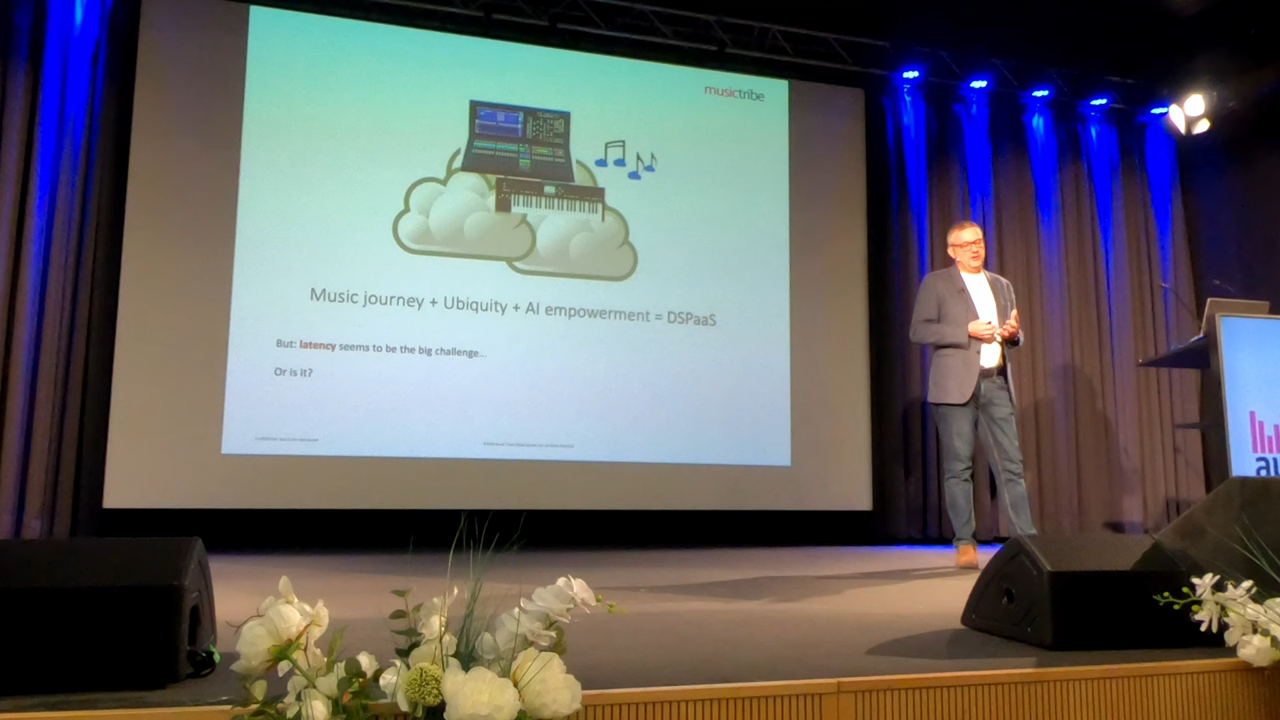 musictribe
Music journey + Ubiquity + AI empowerment = DSPaaS
But: latency seems to be the big challenge...
Or is it?